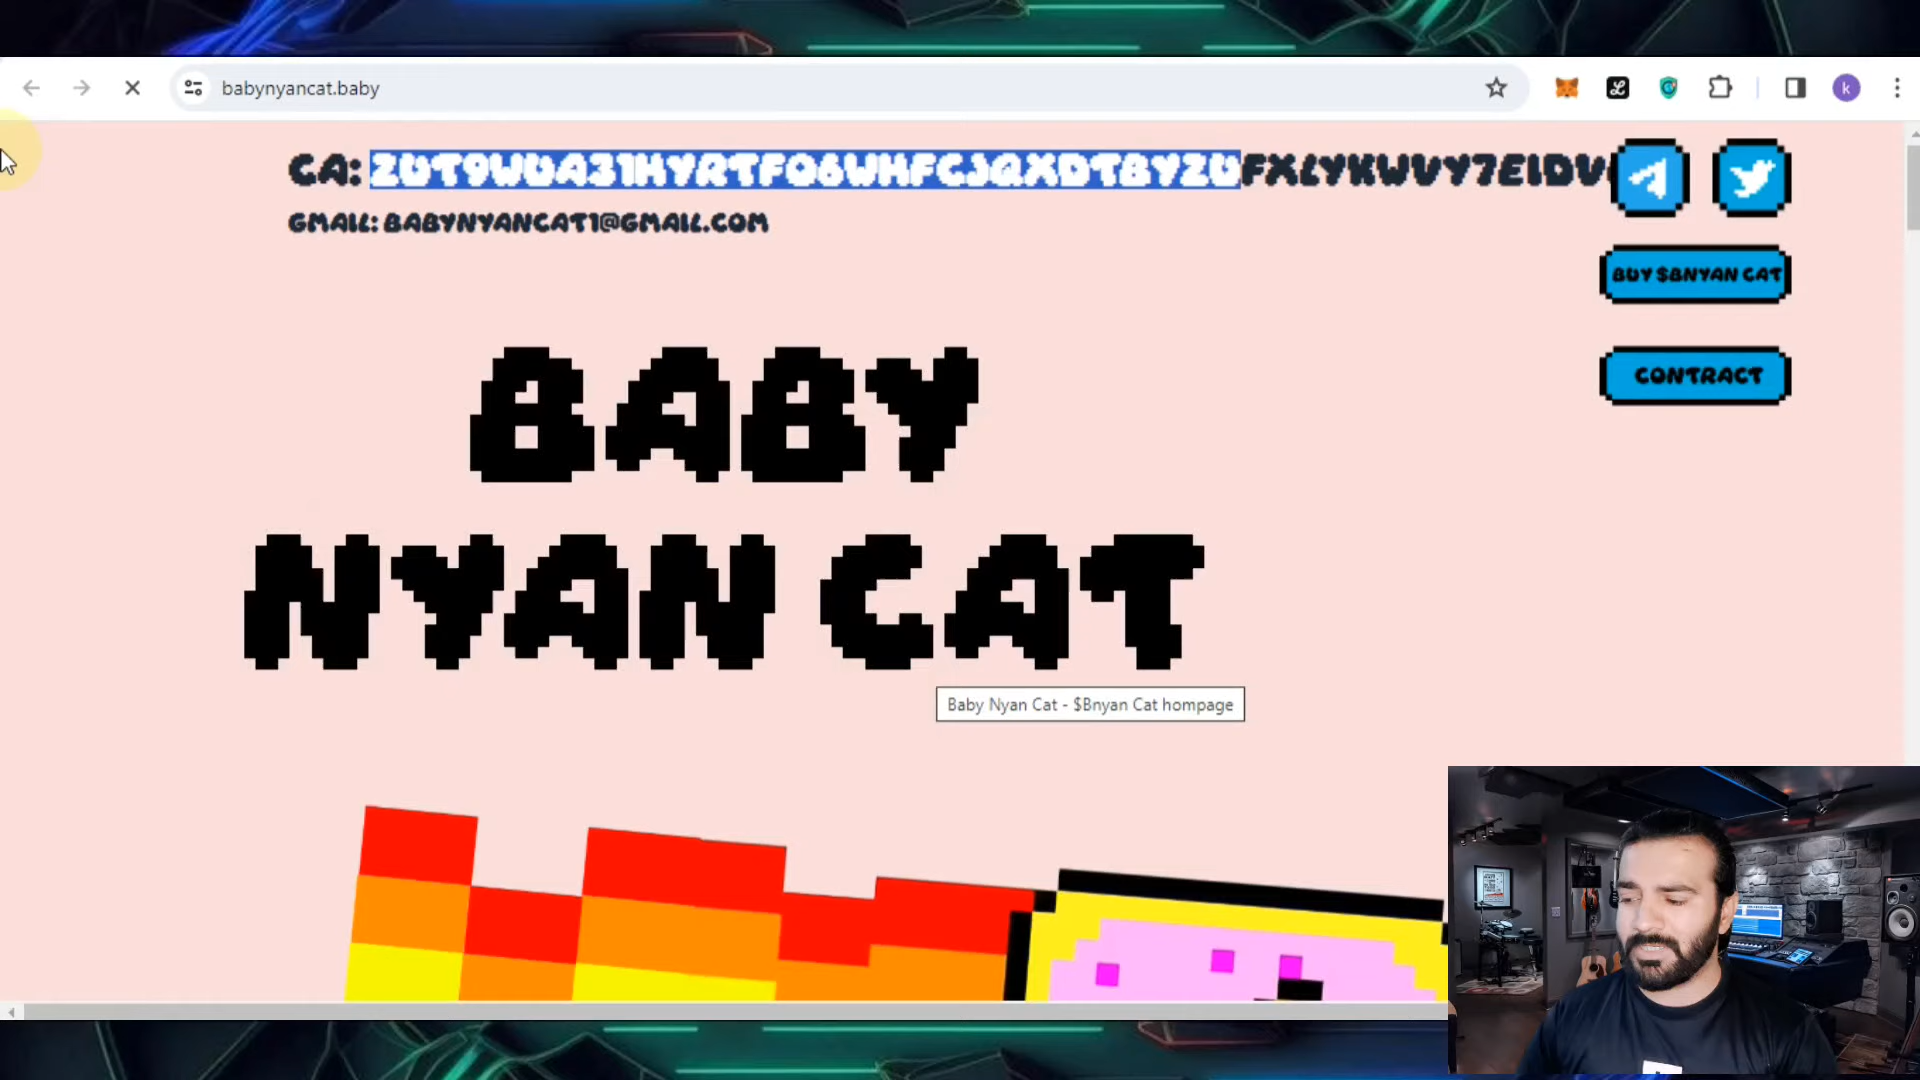 babynyancat.baby
k
CA: ZUT9WUA31HYRTFO6WHFCJQXDTBYZUFXLYKWVY7EIDV
GMAIL: BABYNYANCAT1@GMAIL.COM
BUY $BNYAN CAT
CONTRACT
BABY
NYAN CAT
Baby Nyan Cat - $Bnyan Cat hompage